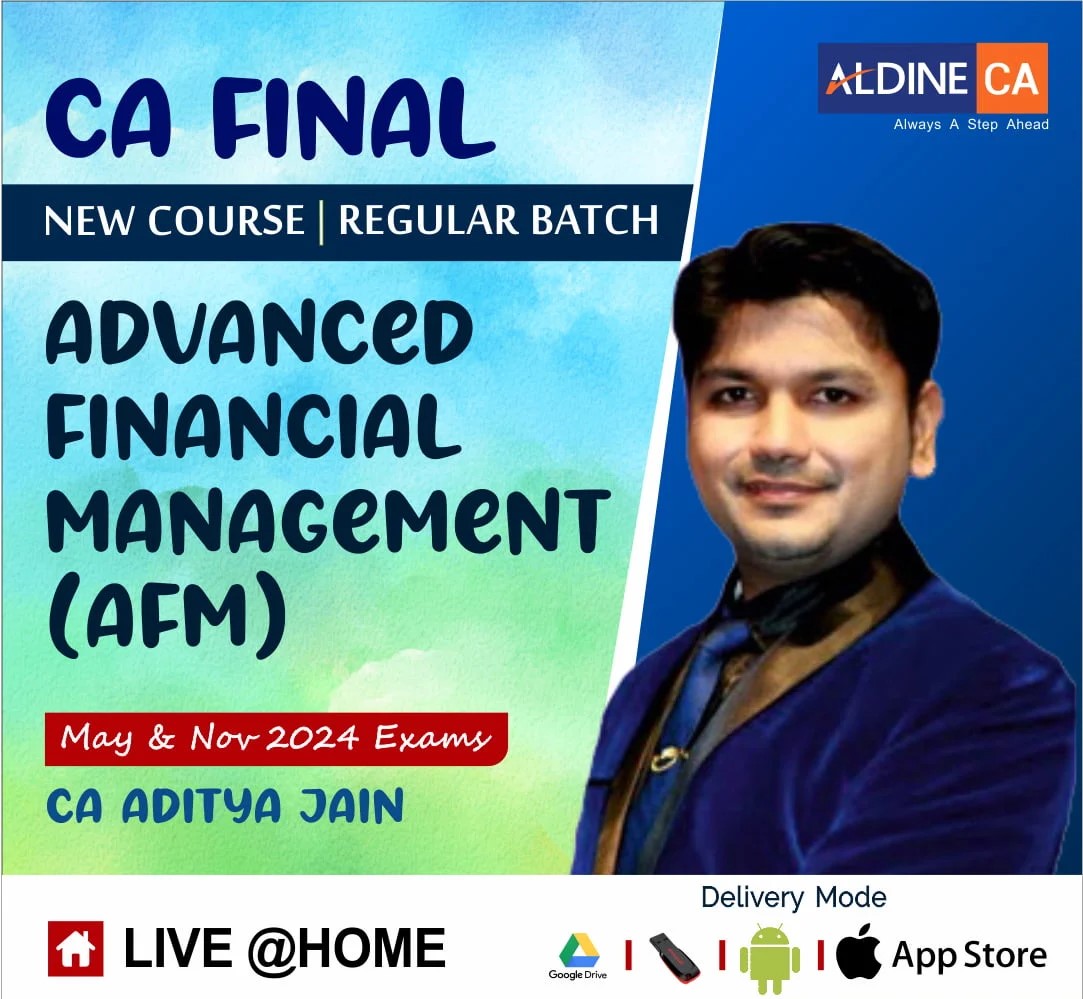 CA FINAL
ALDINE CA
Always A Step Ahead
NEW COURSE | REGULAR BATCH
ADVANCED
FINANCIAL
MANAGEMENT
(AFM)
May & Nov 2024 Exams
CA ADITYA JAIN
LIVE @HOME
Delivery Mode
Google Drive
App Store